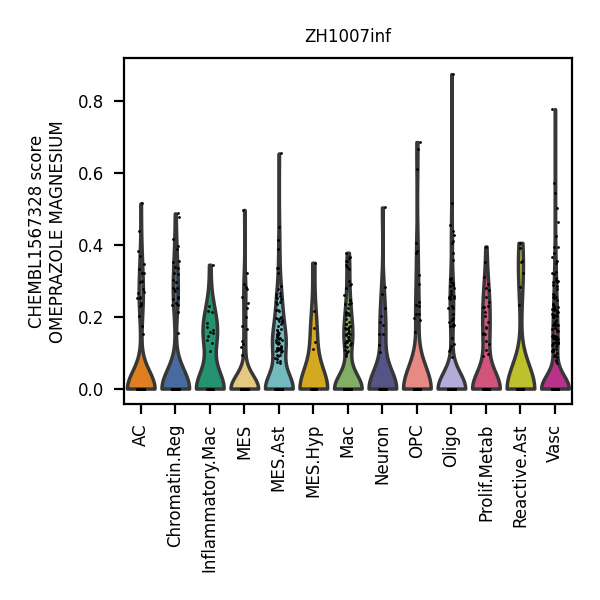 ZH1007inf
CHEMBL1567328 score
OMEPRAZOLE MAGNESIUM
0.8
0.6
0.4
0.2
0.0
AC
Chromatin.Reg
Inflammatory.Mac
MES
MES.Ast
MES.Hyp
Mac
Neuron
OPC
Oligo
Prolif.Metab
Reactive.Ast
Vasc